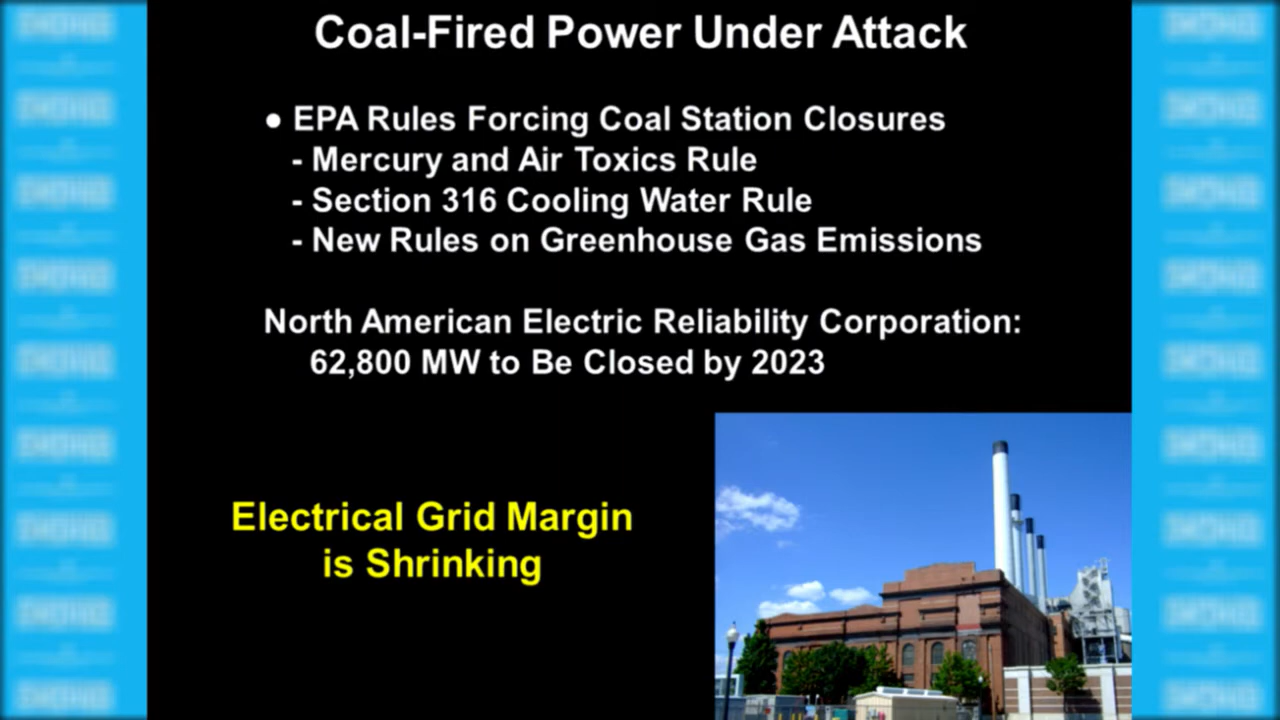 Coal-Fired Power Under Attack
● EPA Rules Forcing Coal Station Closures
- Mercury and Air Toxics Rule
- Section 316 Cooling Water Rule
- New Rules on Greenhouse Gas Emissions
North American Electric Reliability Corporation:
62,800 MW to Be Closed by 2023
Electrical Grid Margin
is Shrinking